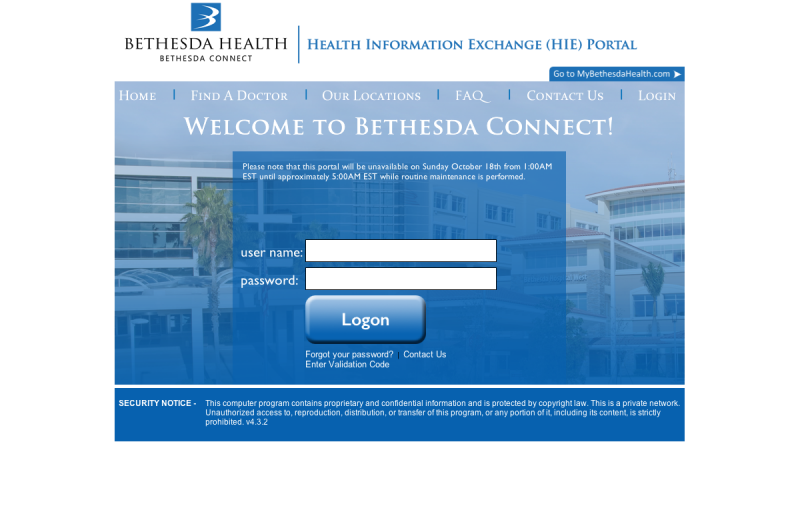 BETHESDA HEALTH
BETHESDA CONNECT
HEALTH INFORMATION EXCHANGE (HIE) PORTAL
Go to MyBethesdaHealth.com
HOME | FIND A DOCTOR | OUR LOCATIONS | FAQ | CONTACT US | LOGIN
WELCOME TO BETHESDA CONNECT!
Please note that this portal will be unavailable on Sunday October 18th from 1:00AM
EST until approximately 5:00AM EST while routine maintenance is performed.
user name:
password:
Logon
Forgot your password? | Contact Us
Enter Validation Code
SECURITY NOTICE - This computer program contains proprietary and confidential information and is protected by copyright law. This is a private network.
Unauthorized access to, reproduction, distribution, or transfer of this program, or any portion of it, including its content, is strictly
prohibited. v4.3.2